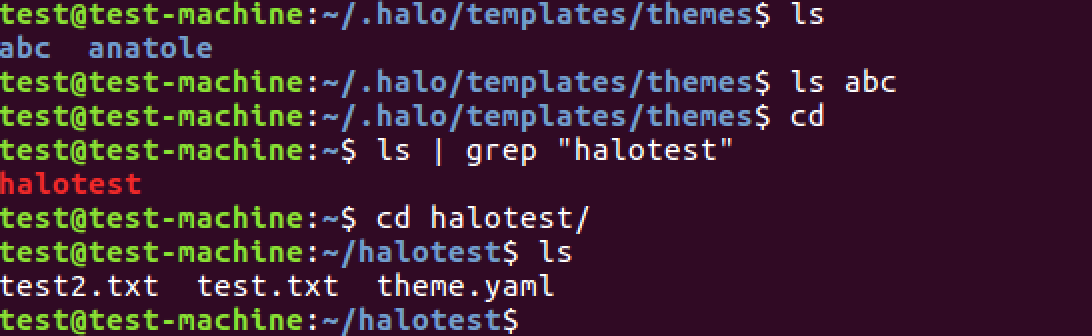 test@test-machine:~/.halo/templates/themes$ ls
abc  anatole
test@test-machine:~/.halo/templates/themes$ ls abc
test@test-machine:~/.halo/templates/themes$ cd
test@test-machine:~$ ls | grep "halotest"
halotest
test@test-machine:~$ cd halotest/
test@test-machine:~/halotest$ ls
test2.txt  test.txt  theme.yaml
test@test-machine:~/halotest$